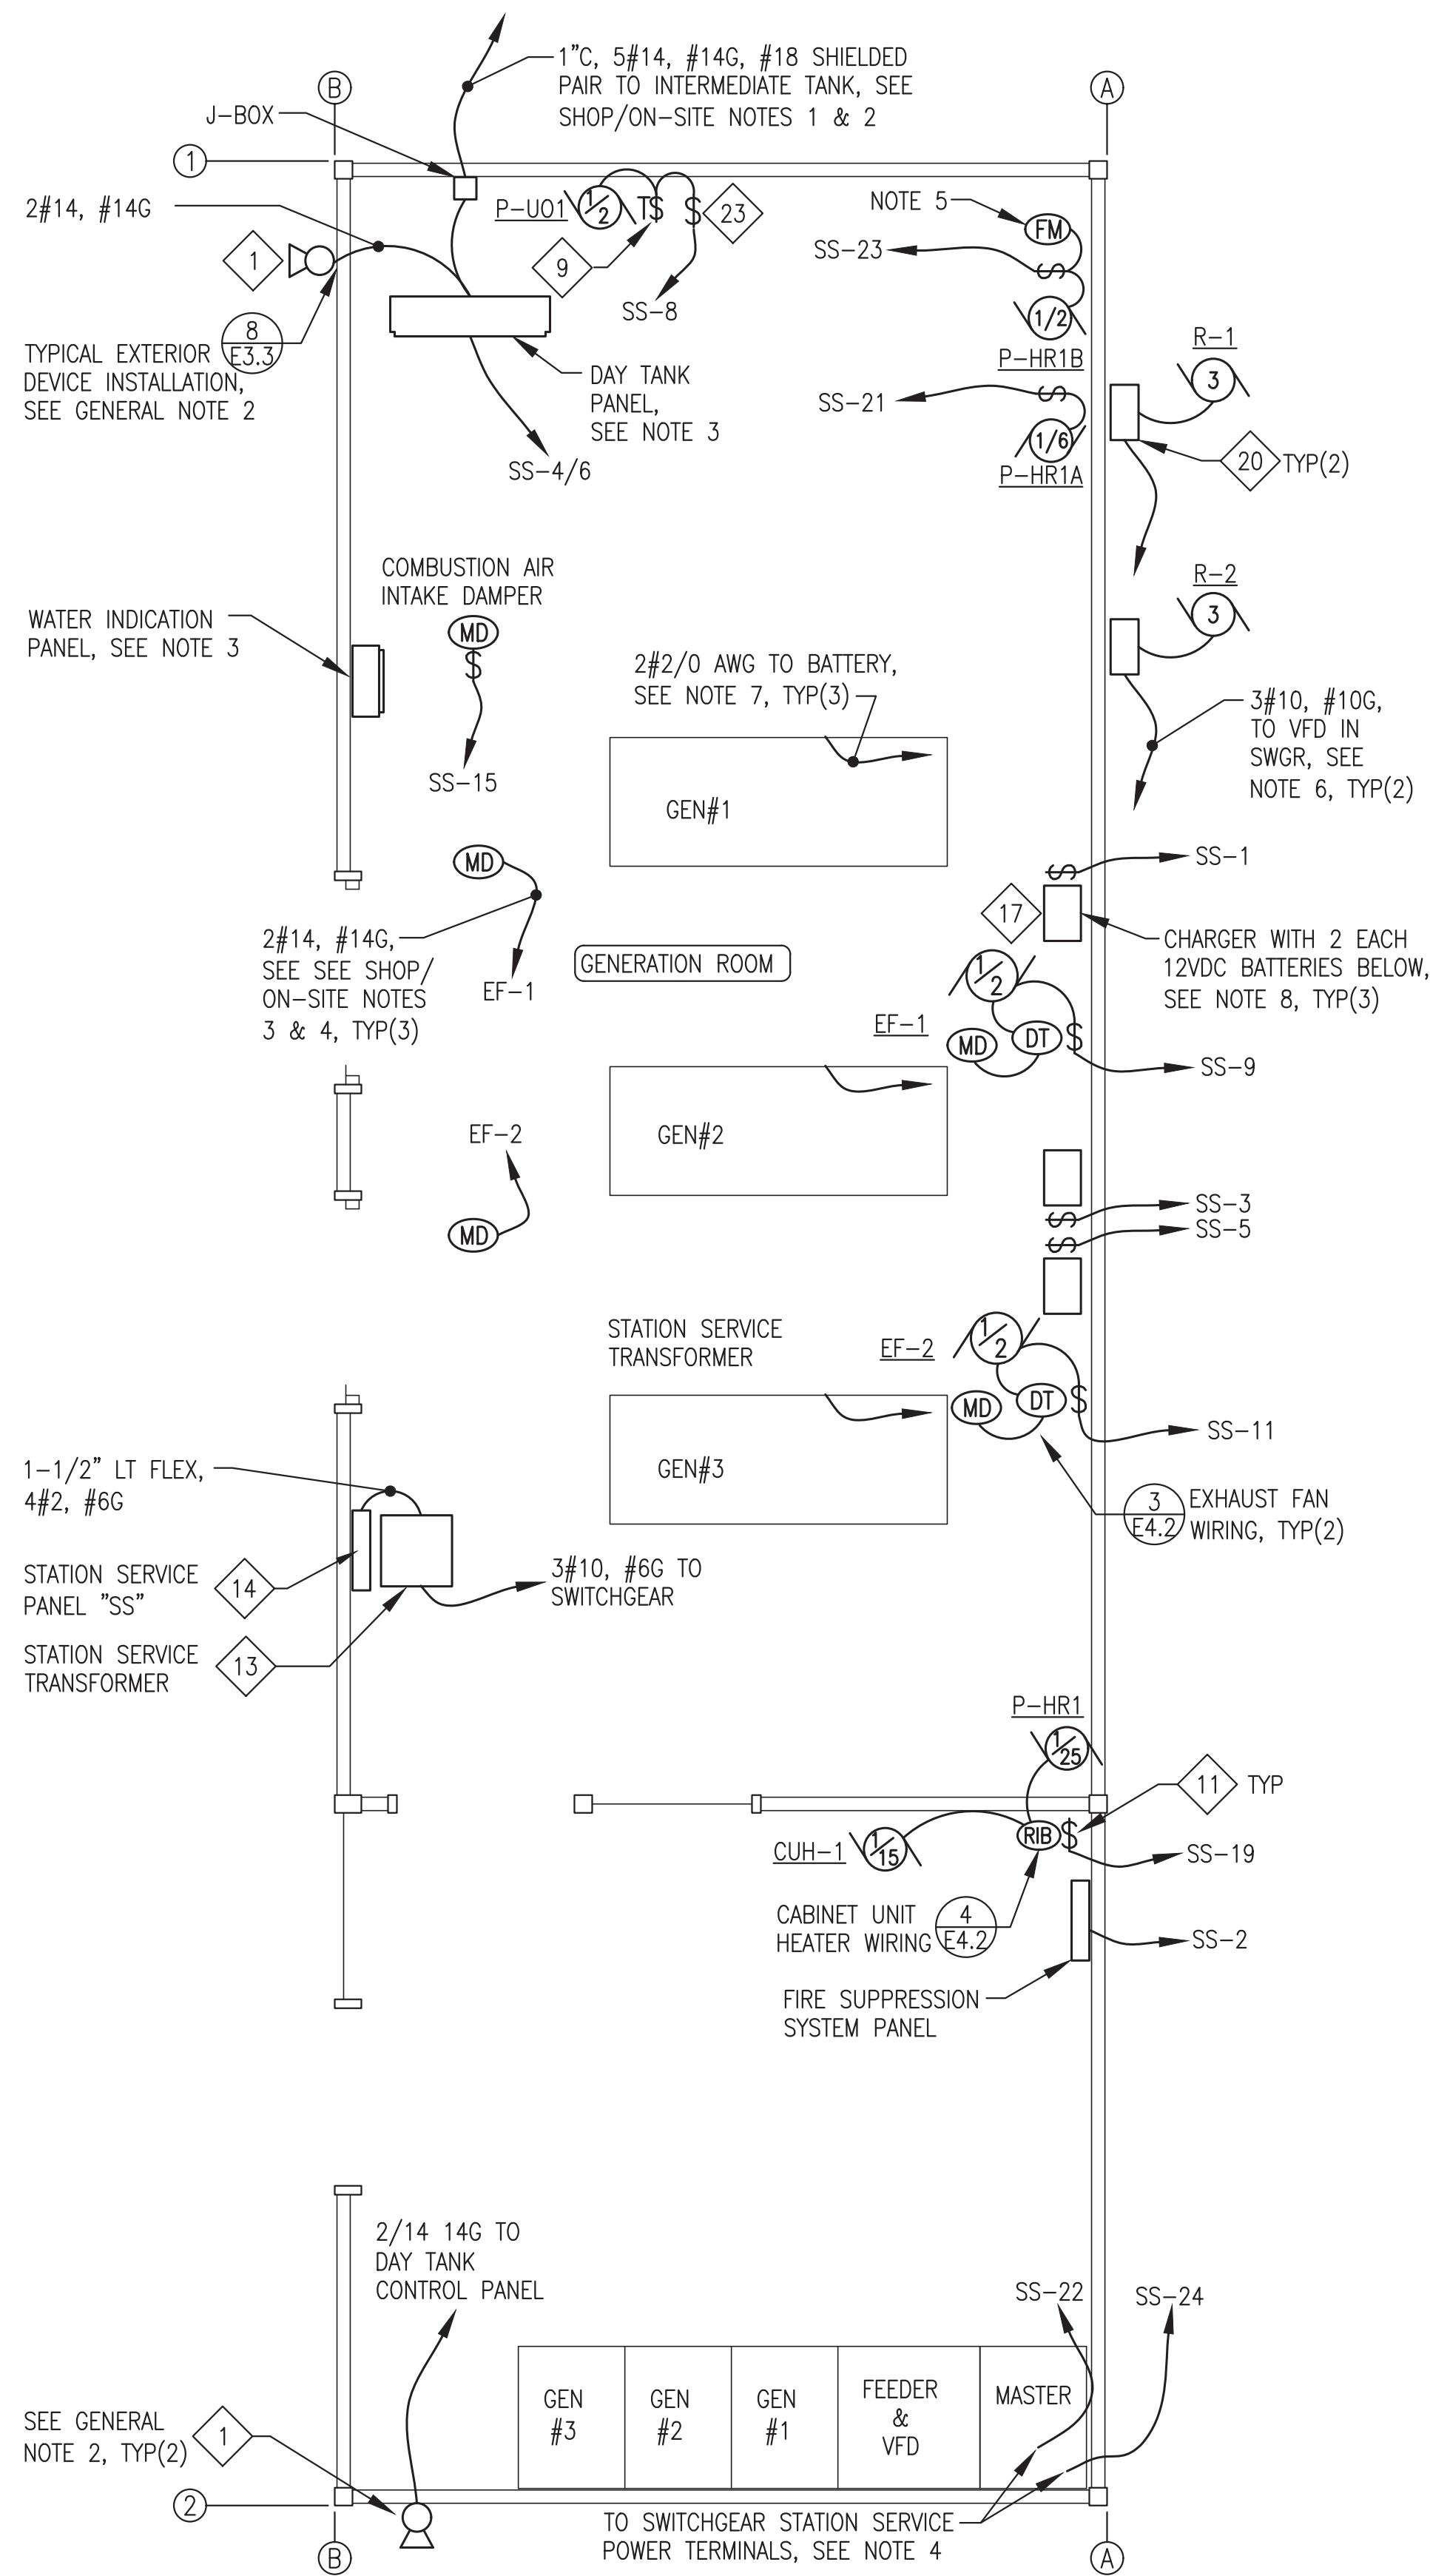 1"C, 5#14, #14G, #18 SHIELDED
PAIR TO INTERMEDIATE TANK, SEE
SHOP/ON-SITE NOTES 1 & 2
B
A
J-BOX
1
2#14, #14G
P-UO1
1/2
T$
$
23
NOTE 5
FM
1
9
SS-8
SS-23
$
1/2
P-HR1B
8
E3.3
TYPICAL EXTERIOR
DEVICE INSTALLATION,
SEE GENERAL NOTE 2
DAY TANK
PANEL,
SEE NOTE 3
SS-4/6
SS-21
$
1/6
P-HR1A
R-1
3
20
TYP(2)
COMBUSTION AIR
INTAKE DAMPER
MD
$
SS-15
WATER INDICATION
PANEL, SEE NOTE 3
R-2
3
2#2/0 AWG TO BATTERY,
SEE NOTE 7, TYP(3)
3#10, #10G,
TO VFD IN
SWGR, SEE
NOTE 6, TYP(2)
GEN#1
MD
SS-1
$
17
2#14, #14G,
SEE SEE SHOP/
ON-SITE NOTES
3 & 4, TYP(3)
EF-1
GENERATION ROOM
CHARGER WITH 2 EACH
12VDC BATTERIES BELOW,
SEE NOTE 8, TYP(3)
1/2
EF-1
MD
DT
$
SS-9
EF-2
MD
GEN#2
SS-3
$
SS-5
$
STATION SERVICE
TRANSFORMER
EF-2
1/2
MD
DT
$
SS-11
GEN#3
3
E4.2
EXHAUST FAN
WIRING, TYP(2)
1-1/2" LT FLEX,
4#2, #6G
STATION SERVICE
PANEL "SS"
14
3#10, #6G TO
SWITCHGEAR
STATION SERVICE
TRANSFORMER
13
P-HR1
1/25
11
TYP
CUH-1
1/15
RIB
$
SS-19
CABINET UNIT
HEATER WIRING
4
E4.2
SS-2
FIRE SUPPRESSION
SYSTEM PANEL
2/14 14G TO
DAY TANK
CONTROL PANEL
SS-22
SS-24
GEN
#3
GEN
#2
GEN
#1
FEEDER
&
VFD
MASTER
SEE GENERAL
NOTE 2, TYP(2)
1
2
TO SWITCHGEAR STATION SERVICE
POWER TERMINALS, SEE NOTE 4
B
A